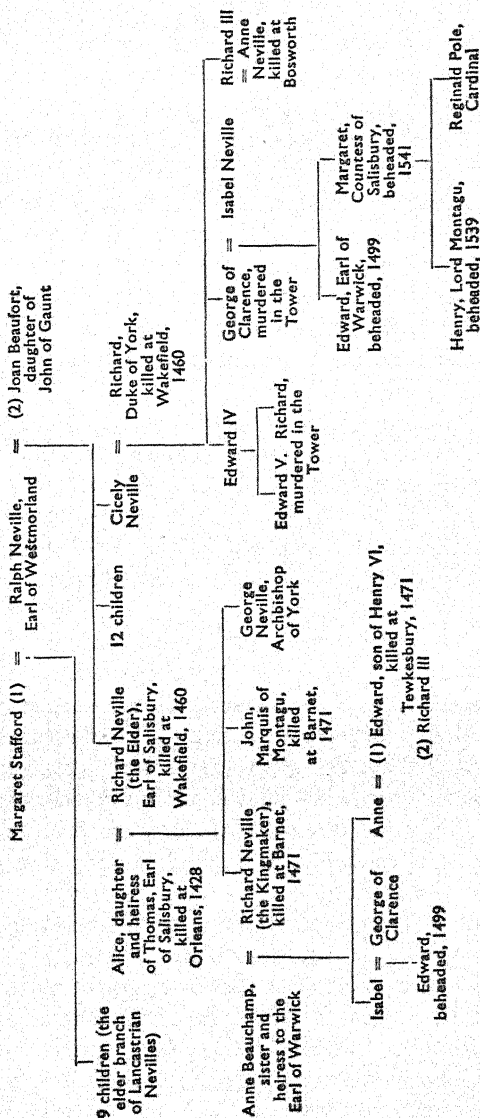 Margaret Stafford (1) = Ralph Neville, = (2) Joan Beaufort,
Earl of Westmorland
daughter of
John of Gaunt
9 children (the
elder branch
of Lancastrian
Nevilles)
Alice, daughter
and heiress
of Thomas, Earl
of Salisbury,
killed at
Orleans, 1428
=
Richard Neville
(the Elder),
Earl of Salisbury,
killed at
Wakefield, 1460
12 children
Cicely
Neville
=
Richard,
Duke of York,
killed at
Wakefield,
1460
Anne Beauchamp,
sister and
heiress to the
Earl of Warwick
=
Richard Neville
(the Kingmaker),
killed at Barnet,
1471
John,
Marquis of
Montagu,
killed
at Barnet,
1471
George
Neville,
Archbishop
of York
Edward IV
George of
Clarence,
murdered
in the
Tower
=
Isabel Neville
Richard III
= Anne
Neville,
killed at
Bosworth
Isabel = George of
Clarence
Edward,
beheaded, 1499
Anne = (1) Edward, son of Henry VI,
killed at
Tewkesbury, 1471
(2) Richard III
Edward V. Richard,
murdered in the
Tower
Edward, Earl of
Warwick,
beheaded, 1499
Margaret,
Countess of
Salisbury,
beheaded,
1541
Henry, Lord Montagu,
beheaded, 1539
Reginald Pole,
Cardinal